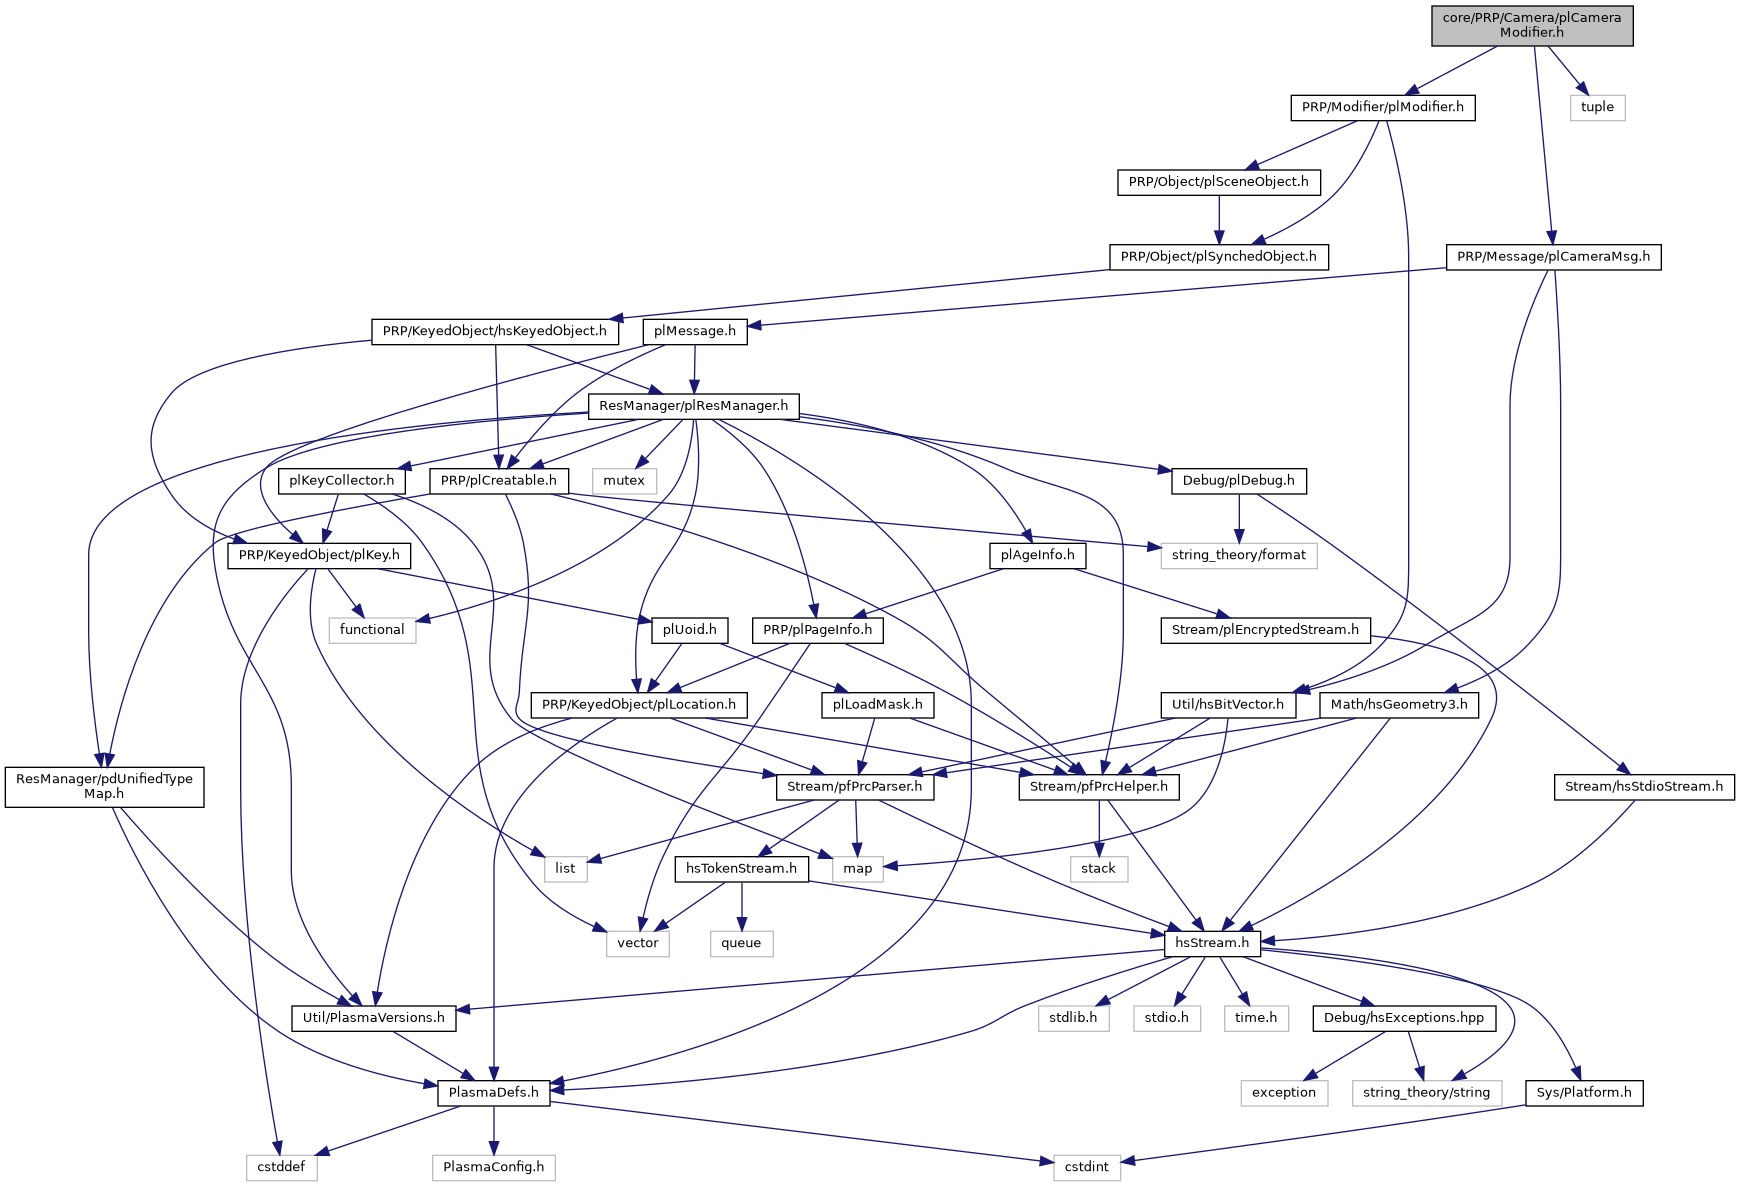 core/PRP/Camera/plCamera
Modifier.h
PRP/Modifier/plModifier.h
tuple
PRP/Object/plSceneObject.h
PRP/Object/plSynchedObject.h
PRP/Message/plCameraMsg.h
PRP/KeyedObject/hsKeyedObject.h
plMessage.h
ResManager/plResManager.h
plKeyCollector.h
PRP/plCreatable.h
mutex
Debug/plDebug.h
PRP/KeyedObject/plKey.h
plAgeInfo.h
string_theory/format
functional
plUoid.h
PRP/plPageInfo.h
Stream/plEncryptedStream.h
PRP/KeyedObject/plLocation.h
plLoadMask.h
Util/hsBitVector.h
Math/hsGeometry3.h
ResManager/pdUnifiedType
Map.h
Stream/pfPrcParser.h
Stream/pfPrcHelper.h
Stream/hsStdioStream.h
list
hsTokenStream.h
map
stack
vector
queue
hsStream.h
Util/PlasmaVersions.h
stdlib.h
stdio.h
time.h
Debug/hsExceptions.hpp
PlasmaDefs.h
exception
string_theory/string
Sys/Platform.h
cstddef
PlasmaConfig.h
cstdint